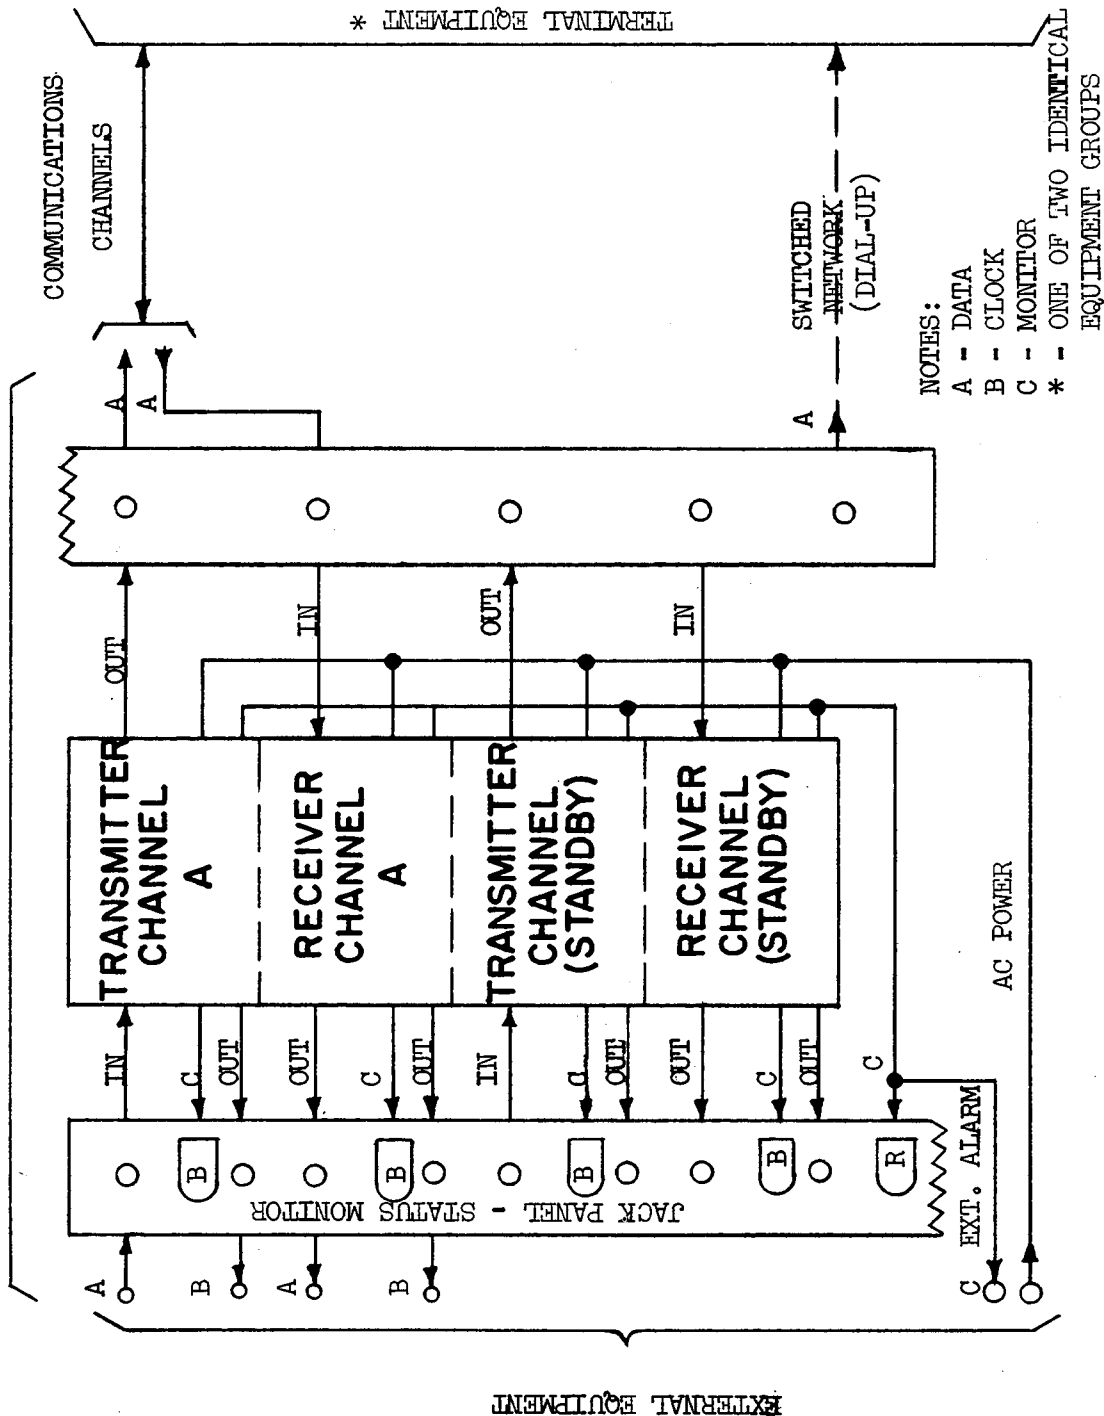 EXTERNAL EQUIPMENT
A
B
A
B
C
JACK PANEL - STATUS MONITOR
B
B
B
B
R
EXT. ALARM
IN
C
OUT
OUT
C
OUT
IN
C
OUT
OUT
C
OUT
C
AC POWER
TRANSMITTER
CHANNEL
A
RECEIVER
CHANNEL
A
TRANSMITTER
CHANNEL
(STANDBY)
RECEIVER
CHANNEL
(STANDBY)
OUT
IN
OUT
IN
A
A
A
COMMUNICATIONS
CHANNELS
SWITCHED
NETWORK
(DIAL-UP)
TERMINAL EQUIPMENT *
NOTES:
A - DATA
B - CLOCK
C - MONITOR
* - ONE OF TWO IDENTICAL
EQUIPMENT GROUPS